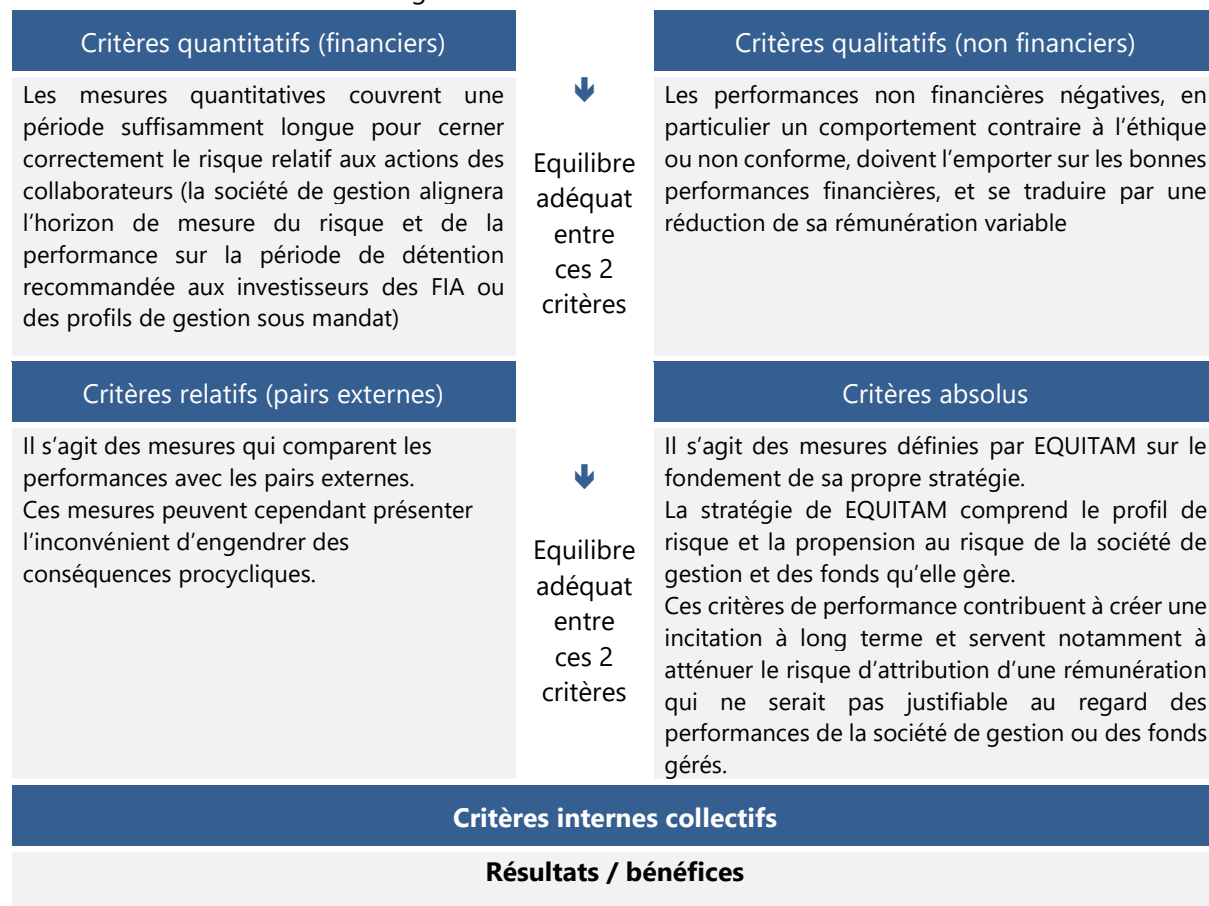 Critères quantitatifs (financiers)
Les mesures quantitatives couvrent une
période suffisamment longue pour cerner
correctement le risque relatif aux actions des
collaborateurs (la société de gestion alignera
l'horizon de mesure du risque et de la
performance sur la période de détention
recommandée aux investisseurs des FIA ou
des profils de gestion sous mandat)
Equilibre
adéquat
entre
ces 2
critères
Critères qualitatifs (non financiers)
Les performances non financières négatives, en
particulier un comportement contraire à l'éthique
ou non conforme, doivent l'emporter sur les bonnes
performances financières, et se traduire par une
réduction de sa rémunération variable
Critères relatifs (pairs externes)
Il s'agit des mesures qui comparent les
performances avec les pairs externes.
Ces mesures peuvent cependant présenter
l'inconvénient d'engendrer des
conséquences procycliques.
Equilibre
adéquat
entre
ces 2
critères
Critères absolus
Il s'agit des mesures définies par EQUITAM sur le
fondement de sa propre stratégie.
La stratégie de EQUITAM comprend le profil de
risque et la propension au risque de la société de
gestion et des fonds qu'elle gère.
Ces critères de performance contribuent à créer une
incitation à long terme et servent notamment à
atténuer le risque d'attribution d'une rémunération
qui ne serait pas justifiable au regard des
performances de la société de gestion ou des fonds
gérés.
Critères internes collectifs
Résultats / bénéfices